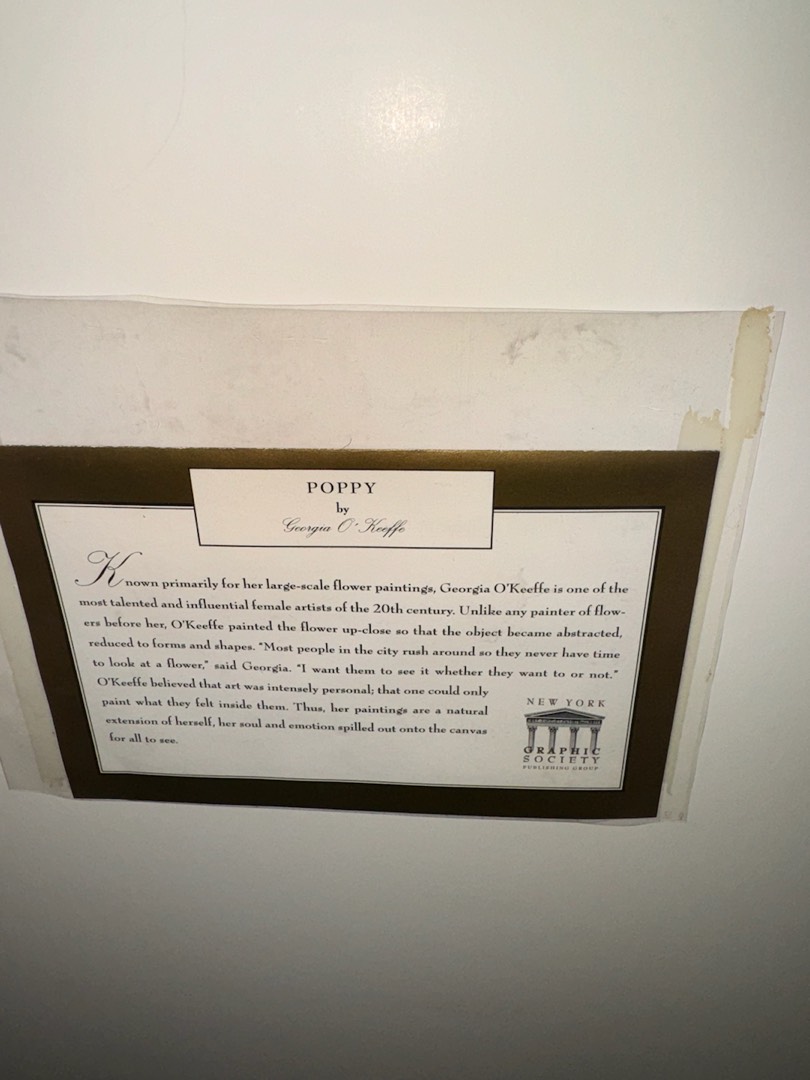 POPPY
by
Georgia O'Keeffe
Known primarily for her large-scale flower paintings, Georgia O'Keeffe is one of the
most talented and influential female artists of the 20th century. Unlike any painter of flow-
ers before her, O'Keeffe painted the flower up-close so that the object became abstracted,
reduced to forms and shapes. "Most people in the city rush around so they never have time
to look at a flower," said Georgia. "I want them to see it whether they want to or not."
O'Keeffe believed that art was intensely personal; that one could only
paint what they felt inside them. Thus, her paintings are a natural
extension of herself, her soul and emotion spilled out onto the canvas
for all to see.
NEW YORK
GRAPHIC
SOCIETY
PUBLISHING GROUP